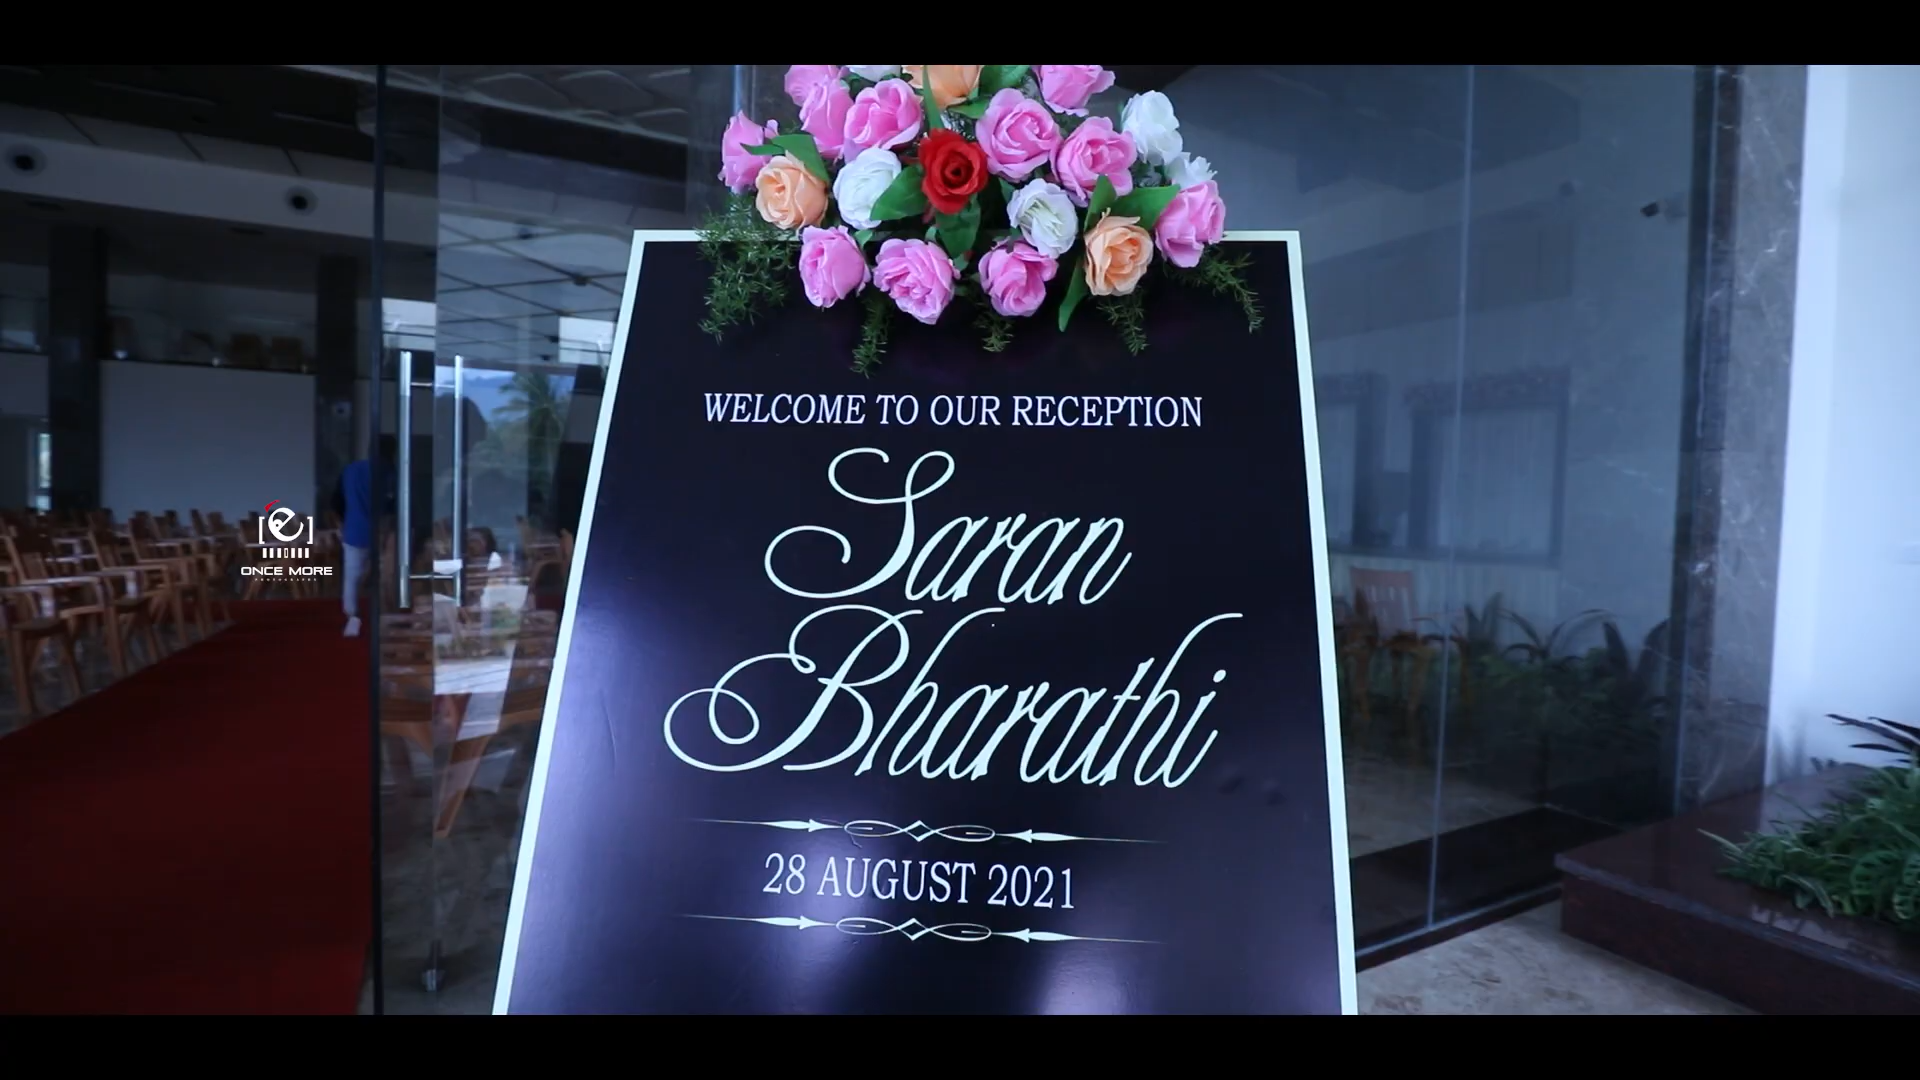 WELCOME TO OUR RECEPTION
Saran
Bharathi
28 AUGUST 2021
ONCE MORE